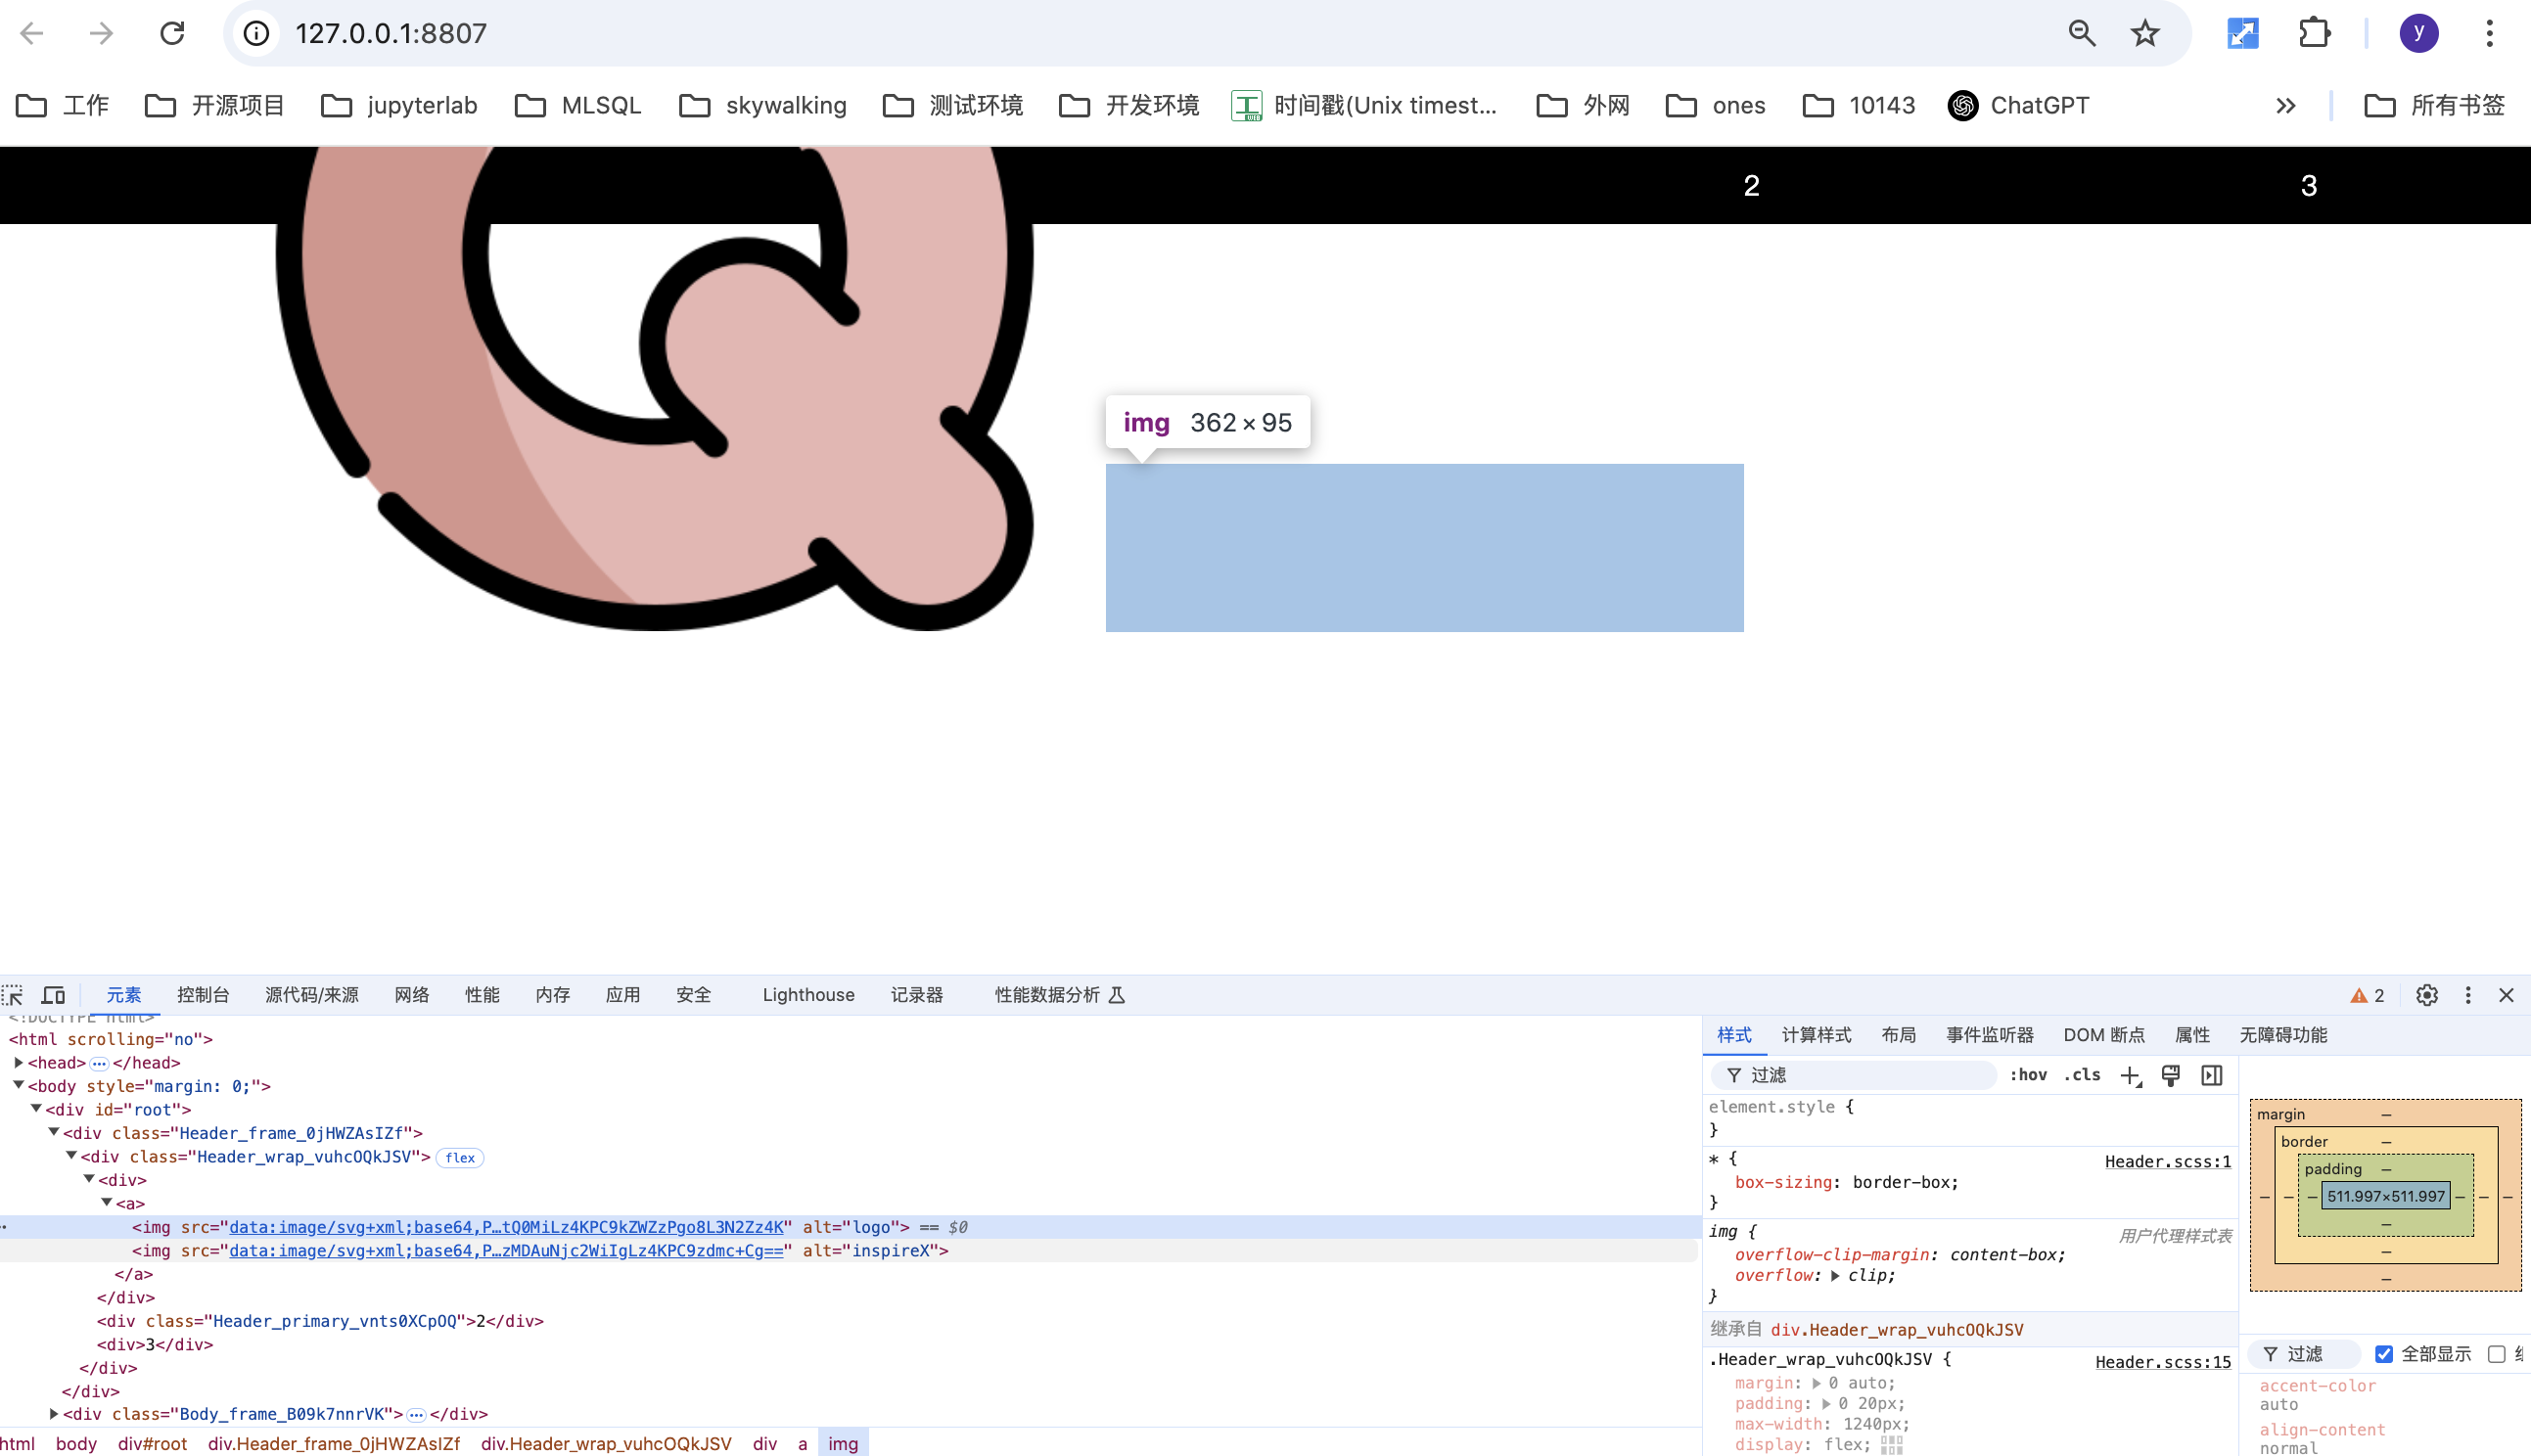 127.0.0.1:8807
y
工作 开源项目 jupyterlab MLSQL skywalking 测试环境 开发环境 时间戳(Unix timest... 外网 ones 10143 ChatGPT » 所有书签
2 3
img 362 × 95
元素 控制台 源代码/来源 网络 性能 内存 应用 安全 Lighthouse 记录器 性能数据分析 2
<!DOCTYPE html>
<html scrolling="no">
<head> … </head>
<body style="margin: 0;">
<div id="root">
<div class="Header_frame_0jHWZAsIZf">
<div class="Header_wrap_vuhcOQkJSV"> flex
<div>
<a>
<img src="data:image/svg+xml;base64,P…tQ0MiLz4KPC9kZWZzPgo8L3N2Zz4K" alt="logo"> == $0
<img src="data:image/svg+xml;base64,P…zMDAuNjc2WiIgLz4KPC9zdmc+Cg==" alt="inspireX">
</a>
</div>
<div class="Header_primary_vnts0XCpOQ">2</div>
<div>3</div>
</div>
</div>
<div class="Body_frame_B09k7nnrVK"> … </div>
html body div#root div.Header_frame_0jHWZAsIZf div.Header_wrap_vuhcOQkJSV div a img
样式 计算样式 布局 事件监听器 DOM 断点 属性 无障碍功能
过滤 :hov .cls
element.style {
}
* { Header.scss:1
box-sizing: border-box;
}
img { 用户代理样式表
overflow-clip-margin: content-box;
overflow: clip;
}
继承自 div.Header_wrap_vuhcOQkJSV
.Header_wrap_vuhcOQkJSV { Header.scss:15
margin: 0 auto;
padding: 0 20px;
max-width: 1240px;
display: flex;
margin –
border –
padding –
– – – 511.997×511.997 – – –
–
–
–
过滤 全部显示
accent-color
auto
align-content
normal